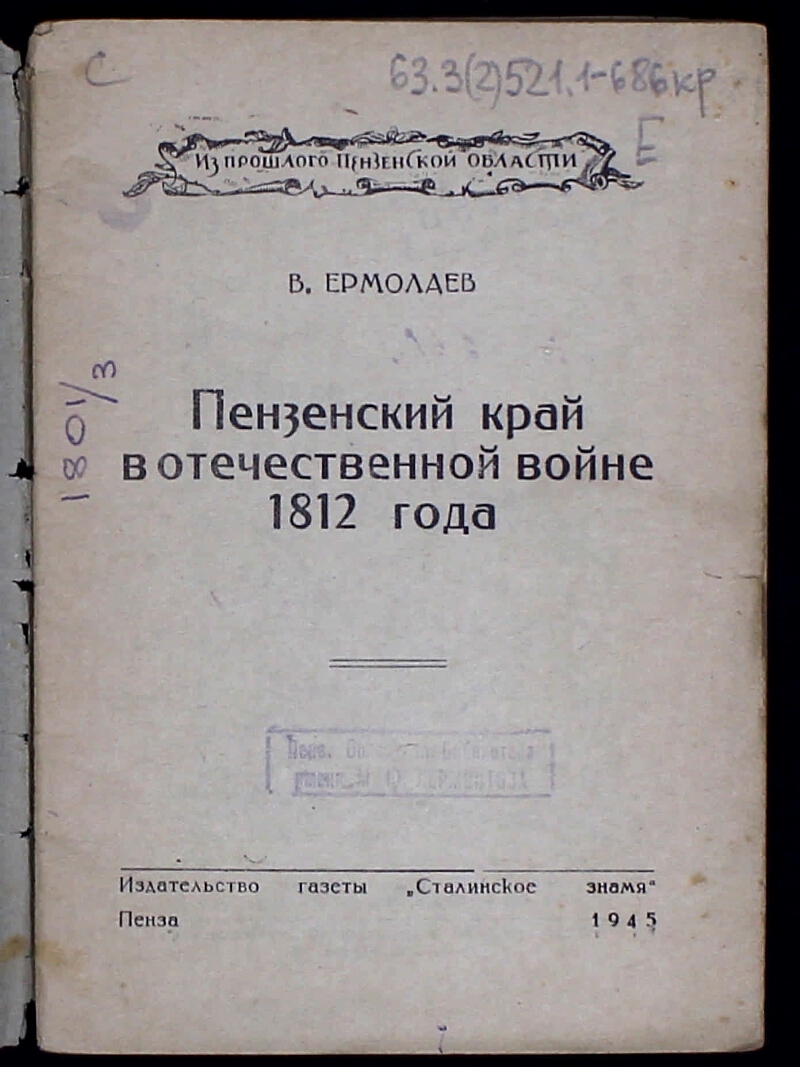 С
63.3(2)521.1-686кр
Е
Из прошлого Пензенской области
В. ЕРМОЛАЕВ
1801/3
Пензенский край
в отечественной войне
1812 года
Издательство газеты „Сталинское знамя"
Пенза 1945